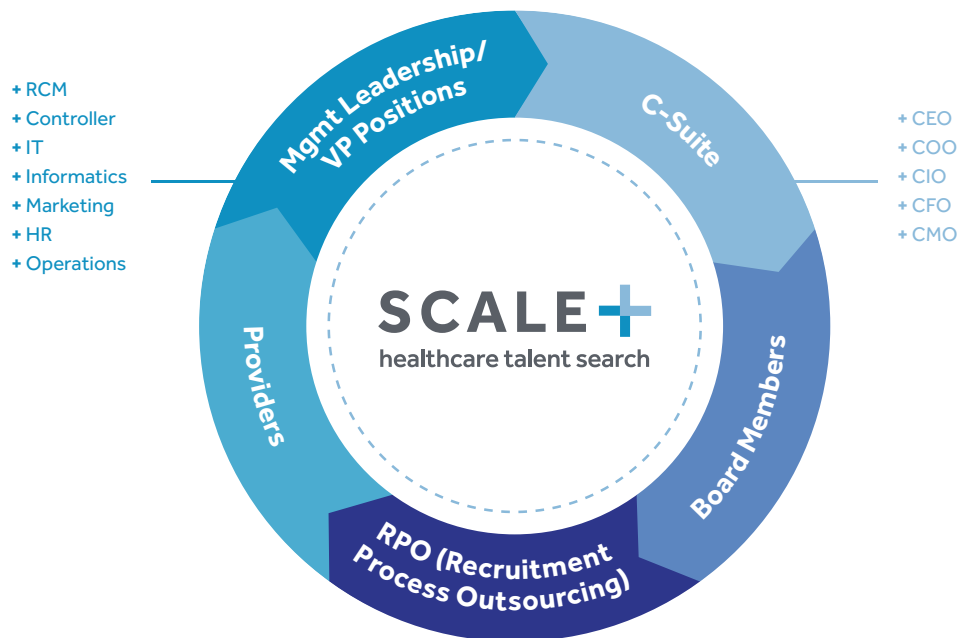 Mgmt Leadership/
VP Positions
C-Suite
+ RCM
+ Controller
+ IT
+ Informatics
+ Marketing
+ HR
+ Operations
+ CEO
+ COO
+ CIO
+ CFO
+ CMO
SCALE+
healthcare talent search
Providers
Board Members
RPO (Recruitment
Process Outsourcing)